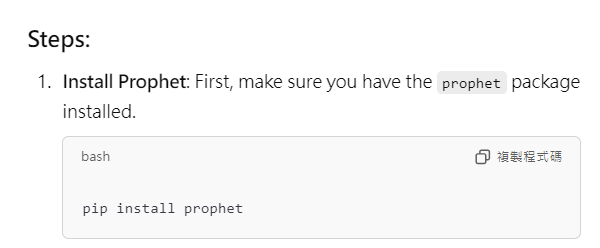 Steps:
1. Install Prophet: First, make sure you have the prophet package
installed.
bash 複製程式碼
pip install prophet